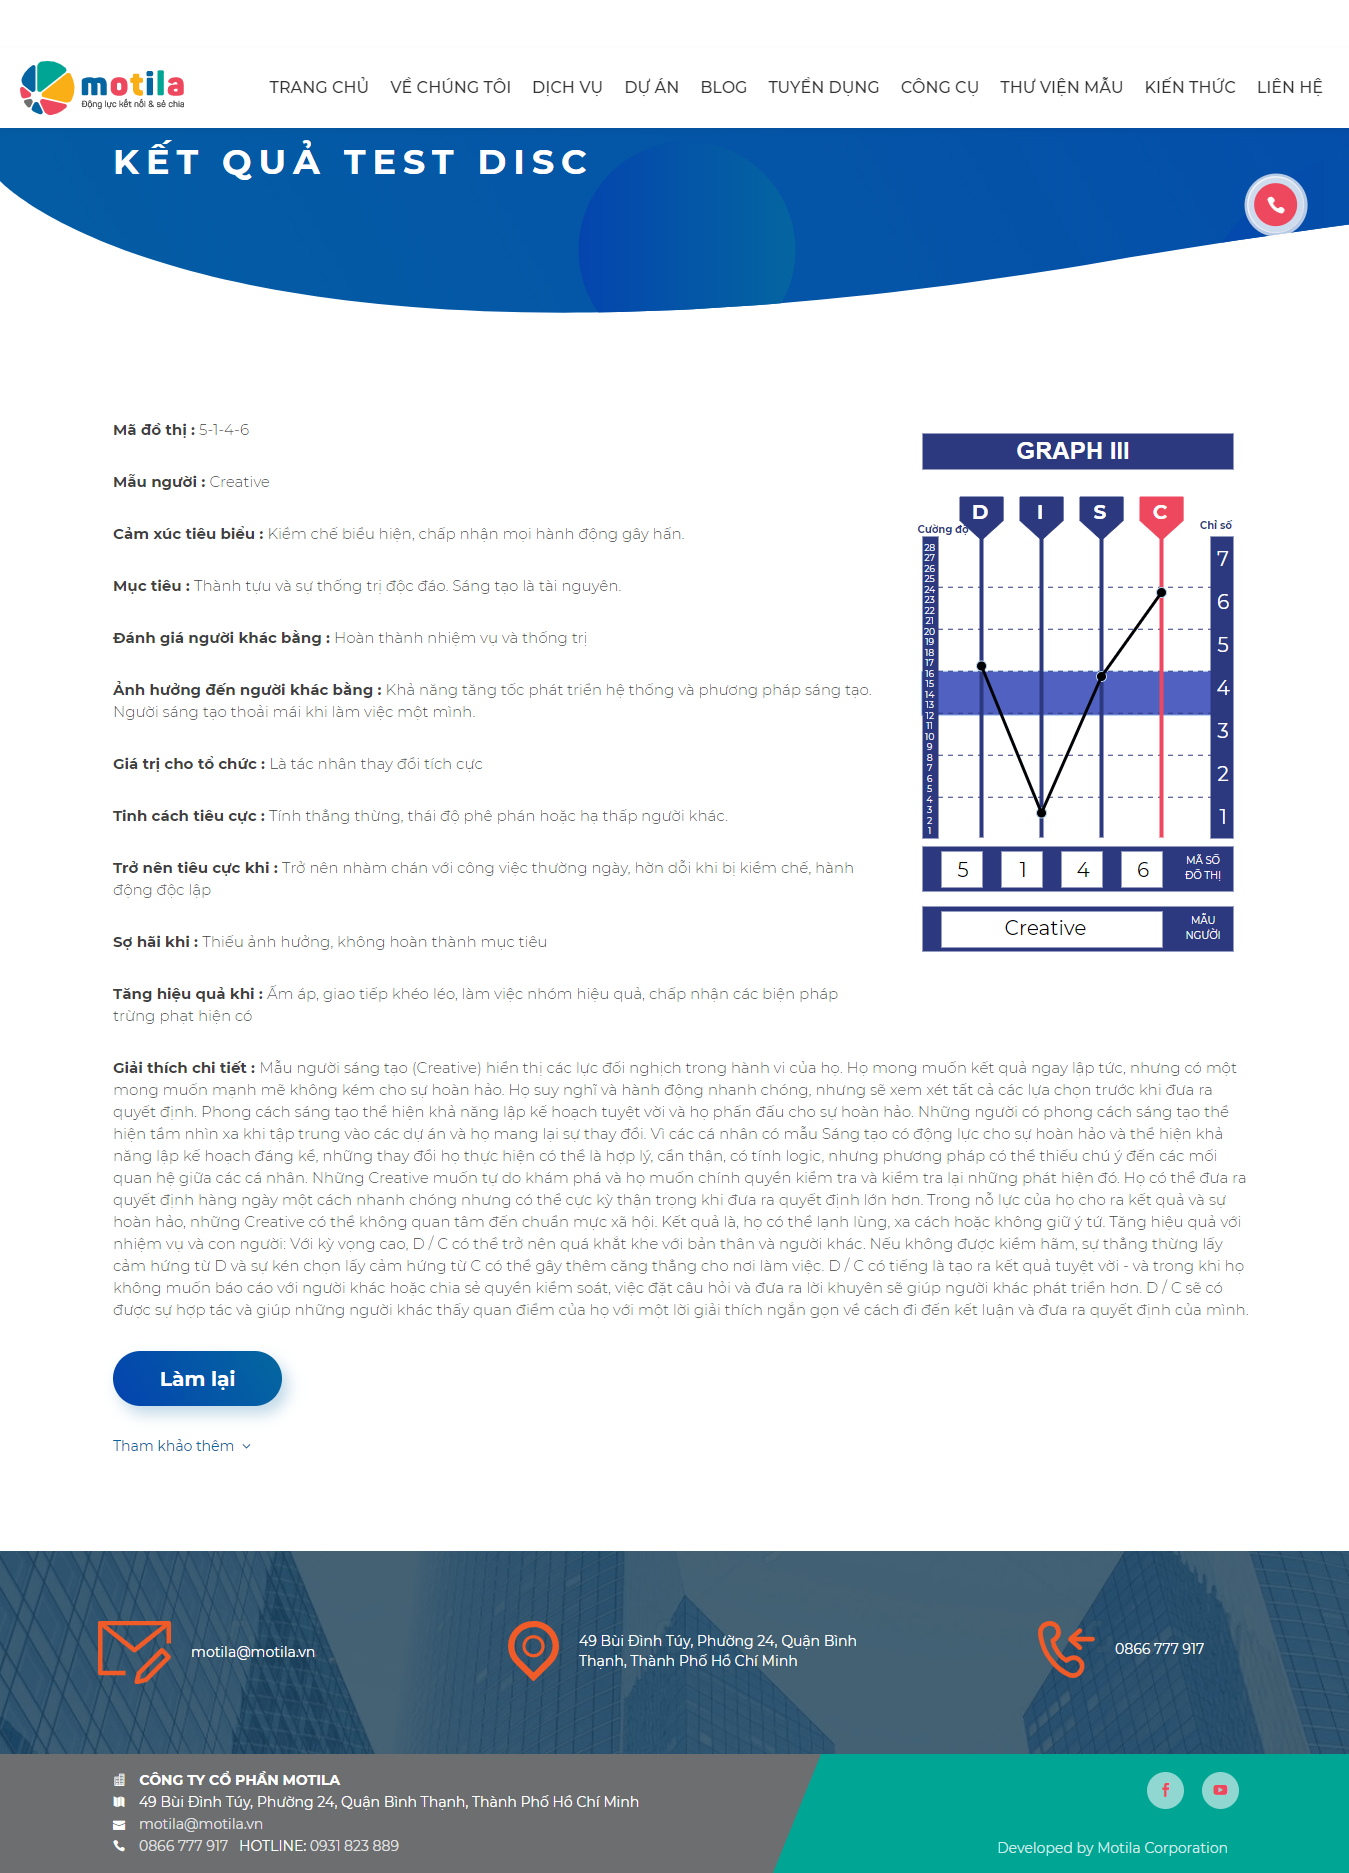 motila
Động lực kết nối & sẻ chia
TRANG CHỦ VỀ CHÚNG TÔI DỊCH VỤ DỰ ÁN BLOG TUYỂN DỤNG CÔNG CỤ THƯ VIỆN MẪU KIẾN THỨC LIÊN HỆ
KẾT QUẢ TEST DISC
Mã đồ thị : 5-1-4-6
Mẫu người : Creative
Cảm xúc tiêu biểu : Kiềm chế biểu hiện, chấp nhận mọi hành động gây hấn.
Mục tiêu : Thành tựu và sự thống trị độc đáo. Sáng tạo là tài nguyên.
Đánh giá người khác bằng : Hoàn thành nhiệm vụ và thống trị
Ảnh hưởng đến người khác bằng : Khả năng tăng tốc phát triển hệ thống và phương pháp sáng tạo.
Người sáng tạo thoải mái khi làm việc một mình.
Giá trị cho tổ chức : Là tác nhân thay đổi tích cực
Tinh cách tiêu cực : Tính thẳng thừng, thái độ phê phán hoặc hạ thấp người khác.
Trở nên tiêu cực khi : Trở nên nhàm chán với công việc thường ngày, hờn dỗi khi bị kiềm chế, hành
động độc lập
Sợ hãi khi : Thiếu ảnh hưởng, không hoàn thành mục tiêu
Tăng hiệu quả khi : Ấm áp, giao tiếp khéo léo, làm việc nhóm hiệu quả, chấp nhận các biện pháp
trừng phạt hiện có
GRAPH III
D I S C
Cường độ
Chỉ số
28
27
26
25
24
23
22
21
20
19
18
17
16
15
14
13
12
11
10
9
8
7
6
5
4
3
2
1
7
6
5
4
3
2
1
5 1 4 6
MÃ SỐ
ĐỒ THỊ
Creative
MẪU
NGƯỜI
Giải thích chi tiết : Mẫu người sáng tạo (Creative) hiển thị các lực đối nghịch trong hành vi của họ. Họ mong muốn kết quả ngay lập tức, nhưng có một
mong muốn mạnh mẽ không kém cho sự hoàn hảo. Họ suy nghĩ và hành động nhanh chóng, nhưng sẽ xem xét tất cả các lựa chọn trước khi đưa ra
quyết định. Phong cách sáng tạo thể hiện khả năng lập kế hoạch tuyệt vời và họ phấn đấu cho sự hoàn hảo. Những người có phong cách sáng tạo thể
hiện tầm nhìn xa khi tập trung vào các dự án và họ mang lại sự thay đổi. Vì các cá nhân có mẫu Sáng tạo có động lực cho sự hoàn hảo và thể hiện khả
năng lập kế hoạch đáng kể, những thay đổi họ thực hiện có thể là hợp lý, cẩn thận, có tính logic, nhưng phương pháp có thể thiếu chú ý đến các mối
quan hệ giữa các cá nhân. Những Creative muốn tự do khám phá và họ muốn chính quyền kiểm tra và kiểm tra lại những phát hiện đó. Họ có thể đưa ra
quyết định hàng ngày một cách nhanh chóng nhưng có thể cực kỳ thận trọng khi đưa ra quyết định lớn hơn. Trong nỗ lực của họ cho ra kết quả và sự
hoàn hảo, những Creative có thể không quan tâm đến chuẩn mực xã hội. Kết quả là, họ có thể lạnh lùng, xa cách hoặc không giữ ý tứ. Tăng hiệu quả với
nhiệm vụ và con người: Với kỳ vọng cao, D / C có thể trở nên quá khắt khe với bản thân và người khác. Nếu không được kiềm hãm, sự thẳng thừng lấy
cảm hứng từ D và sự kén chọn lấy cảm hứng từ C có thể gây thêm căng thẳng cho nơi làm việc. D / C có tiếng là tạo ra kết quả tuyệt vời - và trong khi họ
không muốn báo cáo với người khác hoặc chia sẻ quyền kiểm soát, việc đặt câu hỏi và đưa ra lời khuyên sẽ giúp người khác phát triển hơn. D / C sẽ có
được sự hợp tác và giúp những người khác thấy quan điểm của họ với một lời giải thích ngắn gọn về cách đi đến kết luận và đưa ra quyết định của mình.
Làm lại
Tham khảo thêm
motila@motila.vn
49 Bùi Đình Túy, Phường 24, Quận Bình
Thạnh, Thành Phố Hồ Chí Minh
0866 777 917
CÔNG TY CỔ PHẦN MOTILA
49 Bùi Đình Túy, Phường 24, Quận Bình Thạnh, Thành Phố Hồ Chí Minh
motila@motila.vn
0866 777 917 HOTLINE: 0931 823 889
Developed by Motila Corporation